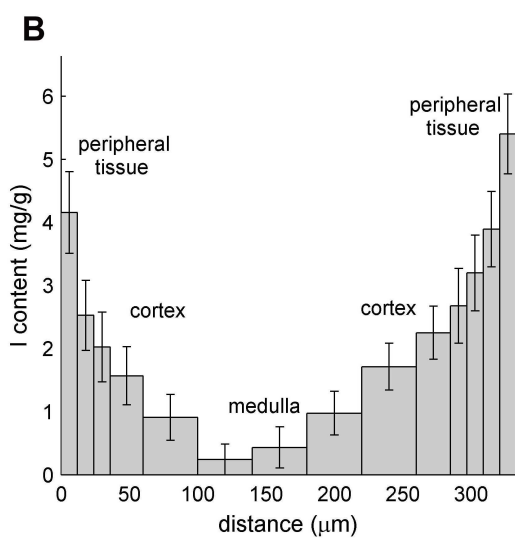 B
peripheral
tissue
peripheral
tissue
cortex
cortex
medulla
I content (mg/g)
6
5
4
3
2
1
0
0 50 100 150 200 250 300
distance (μm)